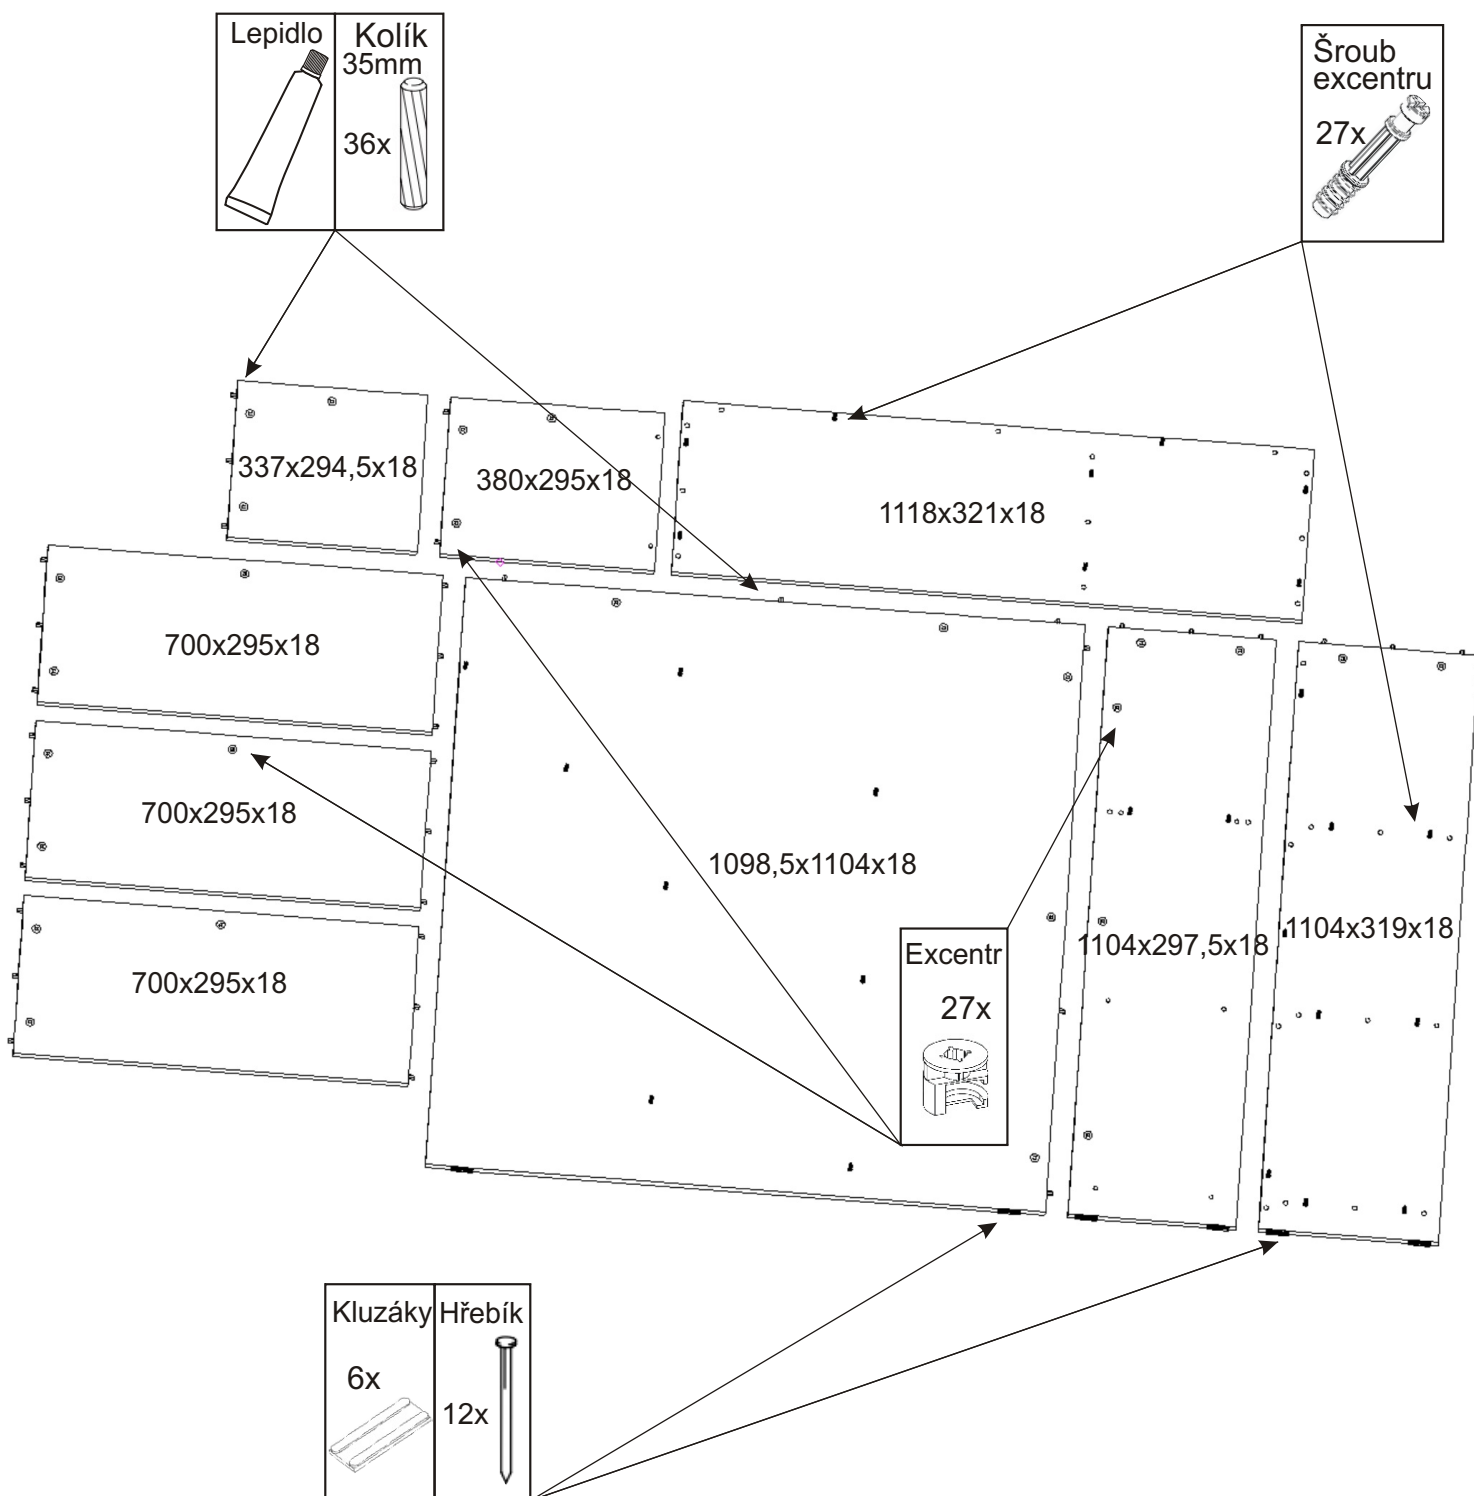 Lepidlo
Kolík
35mm
36x
Šroub
excentru
27x
337x294,5x18
380x295x18
1118x321x18
700x295x18
700x295x18
1098,5x1104x18
Excentr
27x
1104x297,5x18
1104x319x18
700x295x18
Kluzáky
6x
Hřebík
12x